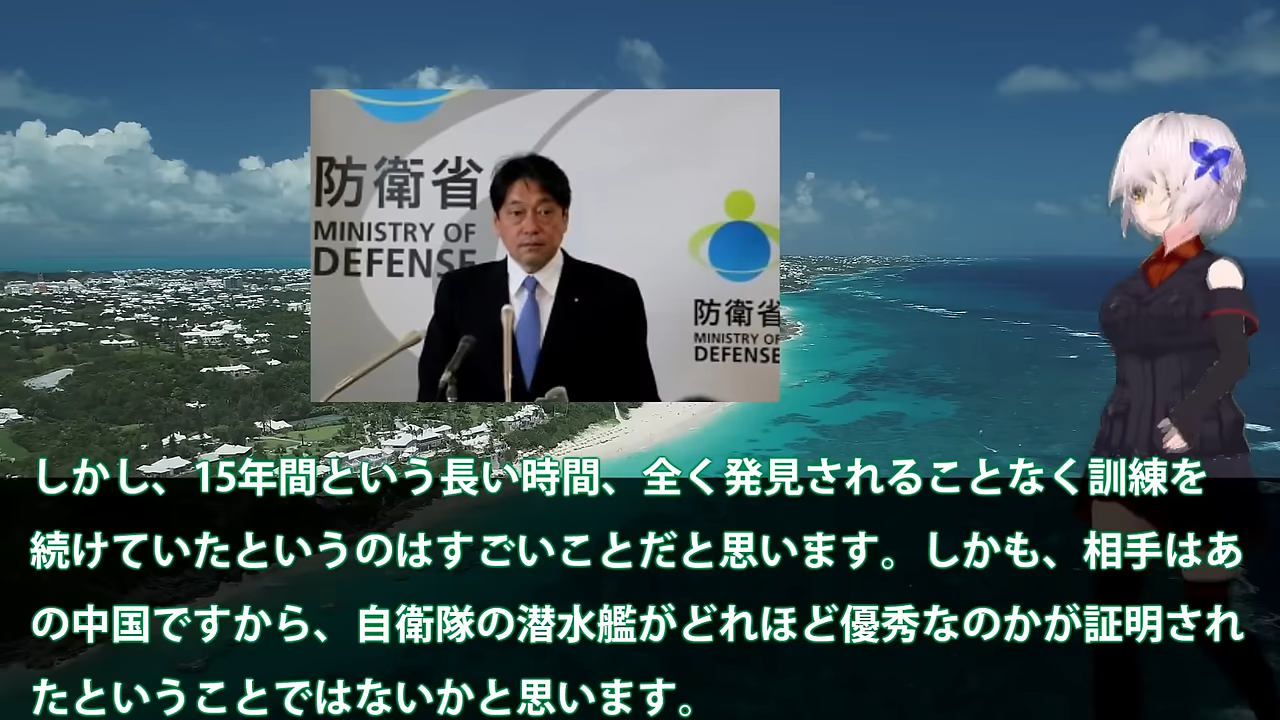 防衛省
MINISTRY OF
DEFENSE
防衛省
MINISTRY OF
DEFENSE
しかし、15年間という長い時間、全く発見されることなく訓練を
続けていたというのはすごいことだと思います。しかも、相手はあ
の中国ですから、自衛隊の潜水艦がどれほど優秀なのかが証明され
たということではないかと思います。